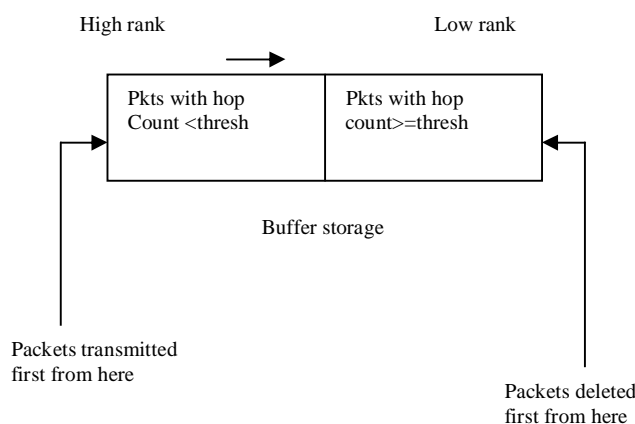 High rank
Low rank
Pkts with hop
Count <thresh
Pkts with hop
count>=thresh
Buffer storage
Packets transmitted
first from here
Packets deleted
first from here